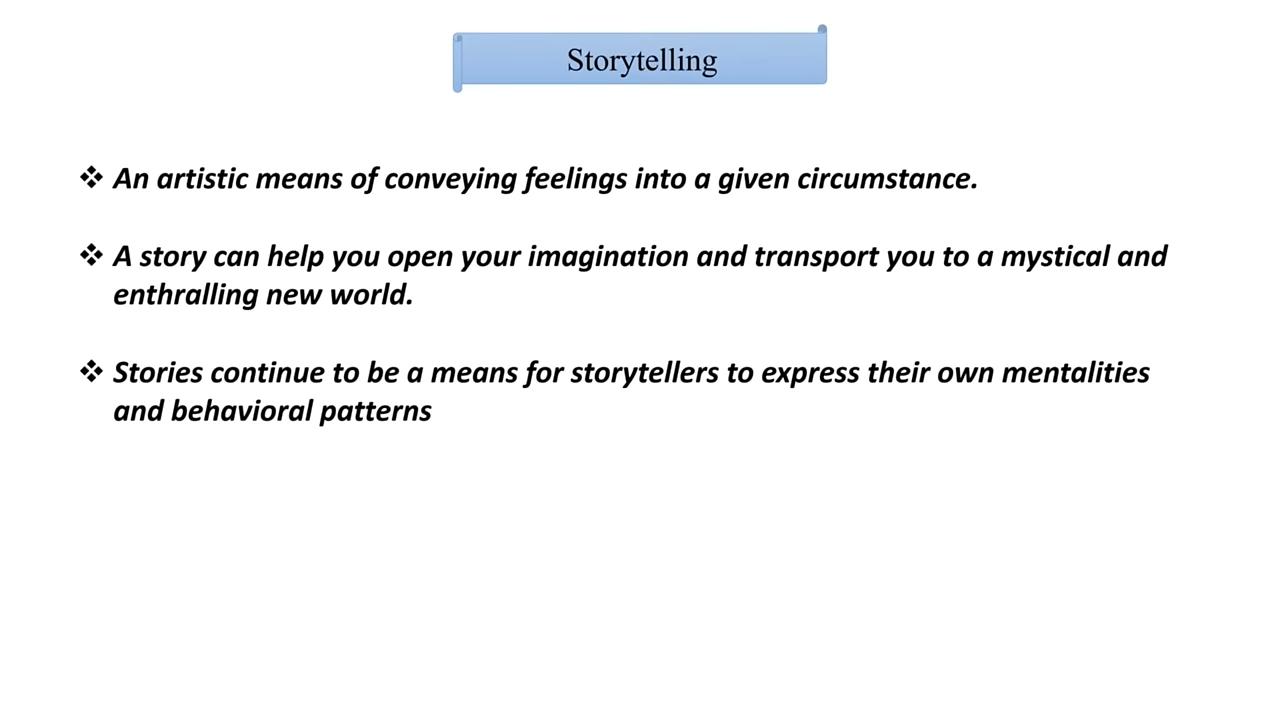 Storytelling
❖ An artistic means of conveying feelings into a given circumstance.
❖ A story can help you open your imagination and transport you to a mystical and
enthralling new world.
❖ Stories continue to be a means for storytellers to express their own mentalities
and behavioral patterns